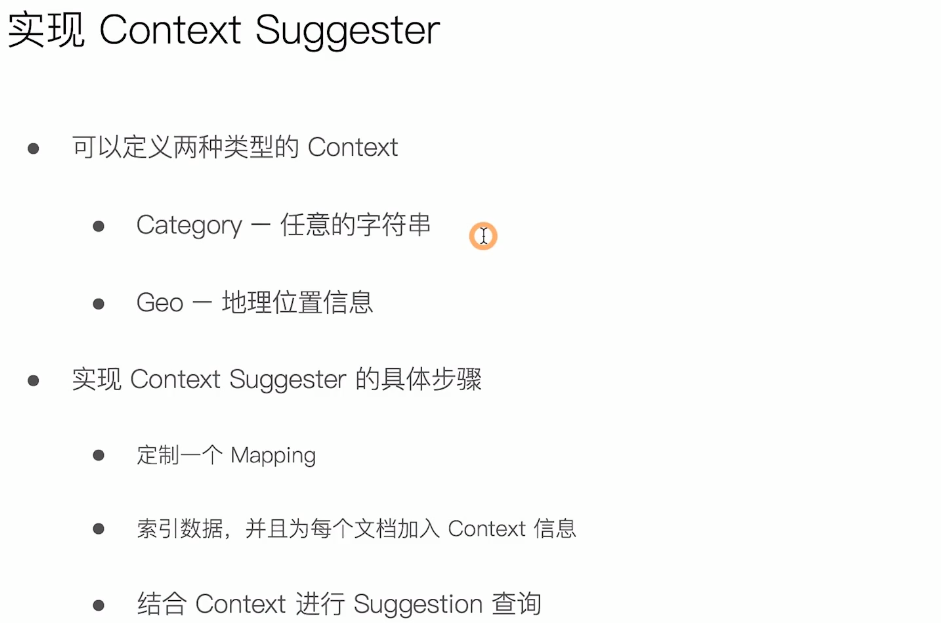 实现 Context Suggester
可以定义两种类型的 Context
Category — 任意的字符串
Geo — 地理位置信息
实现 Context Suggester 的具体步骤
定制一个 Mapping
索引数据，并且为每个文档加入 Context 信息
结合 Context 进行 Suggestion 查询